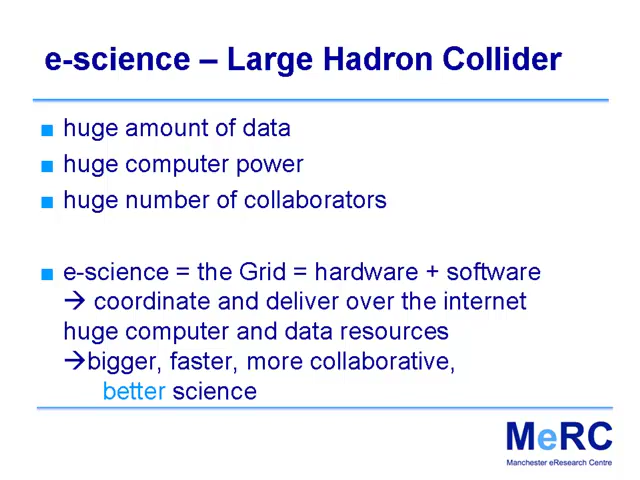 e-science – Large Hadron Collider
■ huge amount of data
■ huge computer power
■ huge number of collaborators
■ e-science = the Grid = hardware + software
→ coordinate and deliver over the internet
huge computer and data resources
→bigger, faster, more collaborative,
better science
MeRC
Manchester eResearch Centre